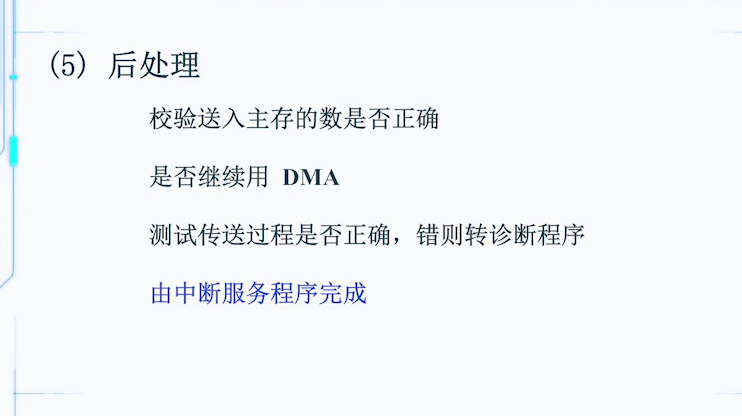 (5) 后处理
校验送入主存的数是否正确
是否继续用 DMA
测试传送过程是否正确，错则转诊断程序
由中断服务程序完成